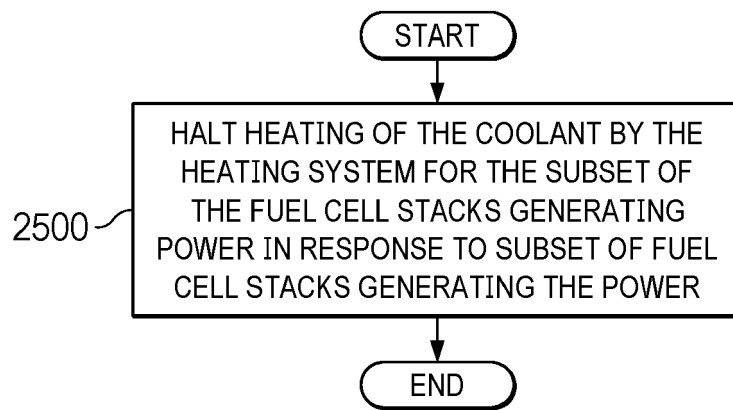 START
HALT HEATING OF THE COOLANT BY THE
HEATING SYSTEM FOR THE SUBSET OF
THE FUEL CELL STACKS GENERATING
POWER IN RESPONSE TO SUBSET OF FUEL
CELL STACKS GENERATING THE POWER
2500
END